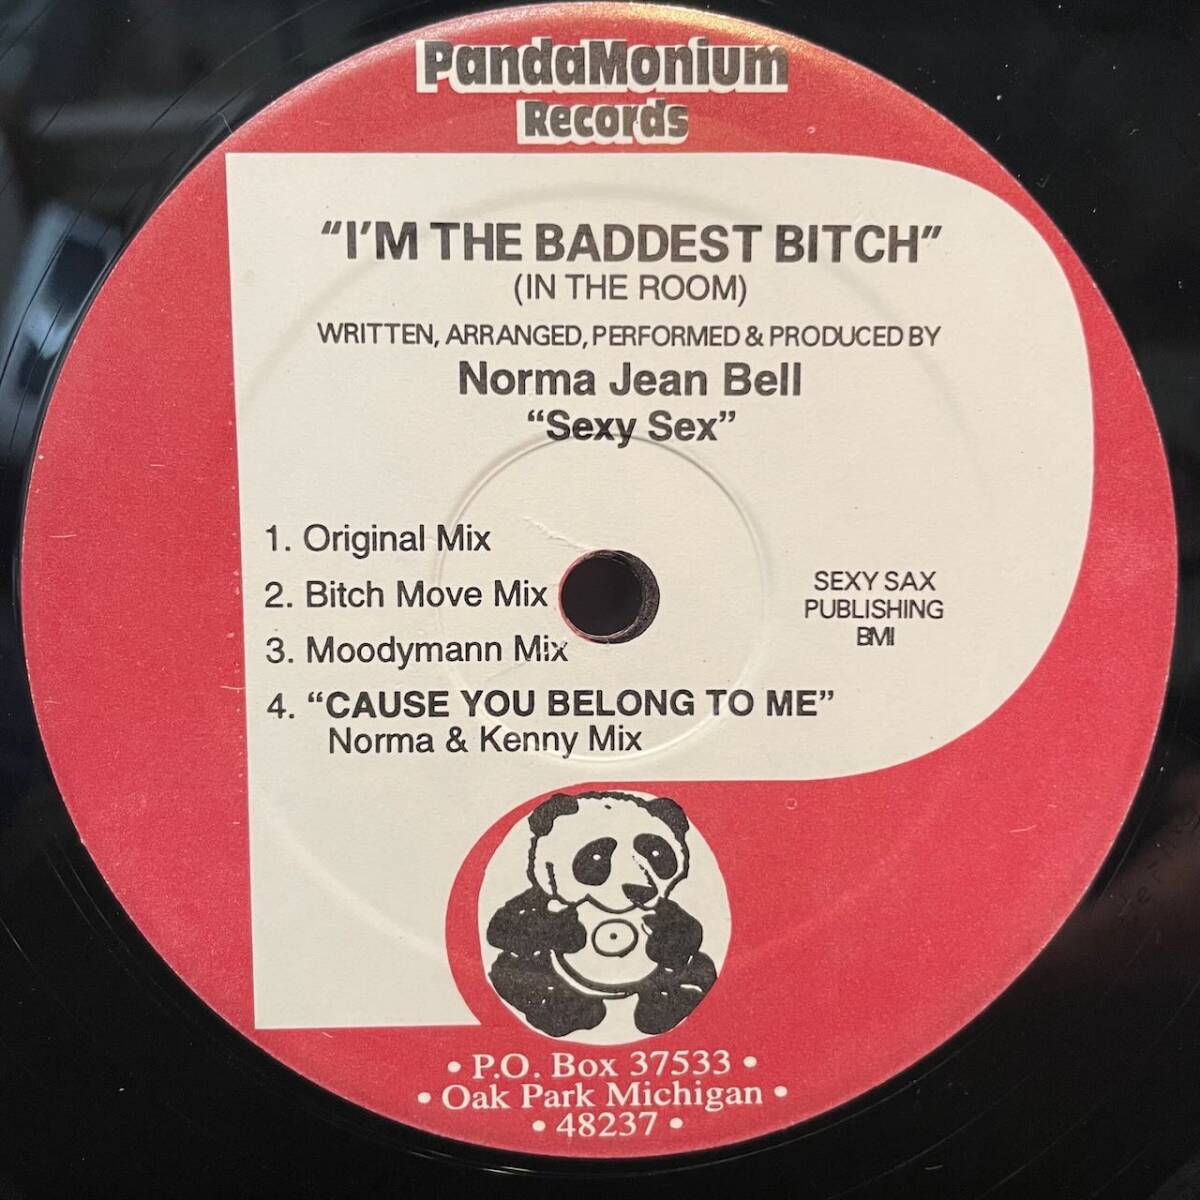 PandaMonium
Records
"I'M THE BADDEST BITCH"
(IN THE ROOM)
WRITTEN, ARRANGED, PERFORMED & PRODUCED BY
Norma Jean Bell
"Sexy Sex"
1. Original Mix
2. Bitch Move Mix
3. Moodymann Mix
4. "CAUSE YOU BELONG TO ME"
Norma & Kenny Mix
SEXY SAX
PUBLISHING
BMI
• P.O. Box 37533 •
• Oak Park Michigan •
• 48237 •